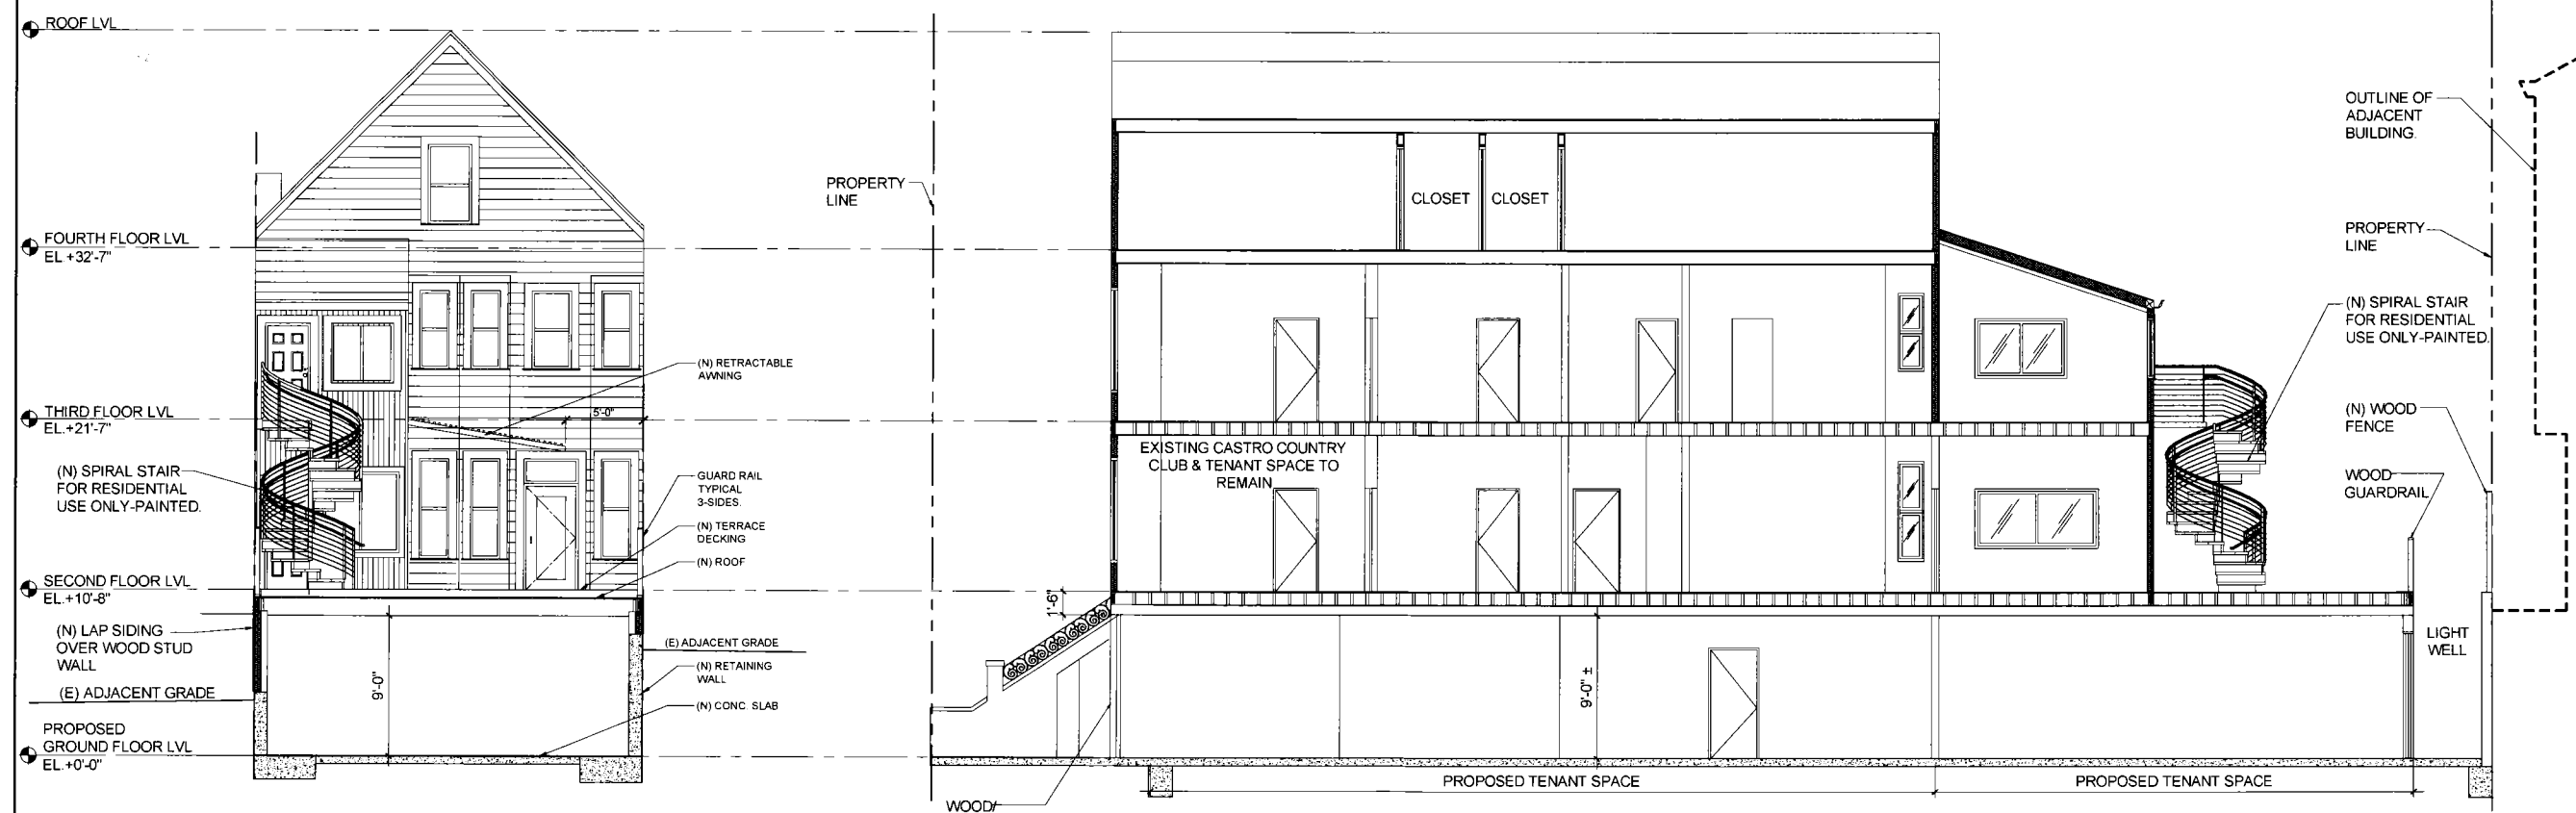 ROOF LVL
FOURTH FLOOR LVL
EL +32'-7"
THIRD FLOOR LVL
EL.+21'-7"
(N) SPIRAL STAIR
FOR RESIDENTIAL
USE ONLY-PAINTED.
SECOND FLOOR LVL
EL.+10'-8"
(N) LAP SIDING
OVER WOOD STUD
WALL
(E) ADJACENT GRADE
PROPOSED
GROUND FLOOR LVL
EL.+0'-0"
9'-0"
5'-0"
(N) RETRACTABLE
AWNING
GUARD RAIL
TYPICAL
3-SIDES.
(N) TERRACE
DECKING
(N) ROOF
(E) ADJACENT GRADE
(N) RETAINING
WALL
(N) CONC. SLAB
PROPERTY
LINE
CLOSET
CLOSET
EXISTING CASTRO COUNTRY
CLUB & TENANT SPACE TO
REMAIN
1'-6"
9'-0" ±
WOOD/
PROPOSED TENANT SPACE
PROPOSED TENANT SPACE
OUTLINE OF
ADJACENT
BUILDING.
PROPERTY
LINE
(N) SPIRAL STAIR
FOR RESIDENTIAL
USE ONLY-PAINTED.
(N) WOOD
FENCE
WOOD
GUARDRAIL
LIGHT
WELL